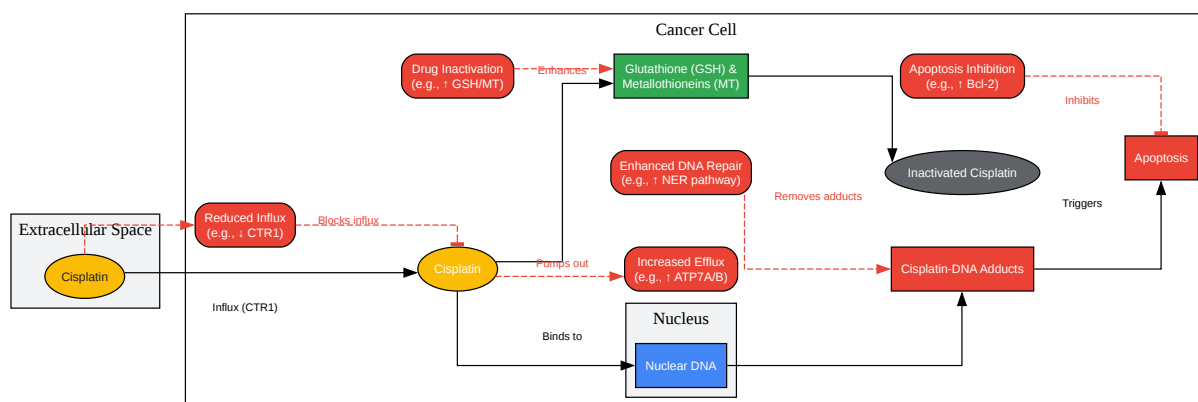 Cancer Cell
Drug Inactivation
(e.g., ↑ GSH/MT)
Enhances
Glutathione (GSH) &
Metallothioneins (MT)
Apoptosis Inhibition
(e.g., ↑ Bcl-2)
Inhibits
Enhanced DNA Repair
(e.g., ↑ NER pathway)
Removes adducts
Inactivated Cisplatin
Apoptosis
Triggers
Extracellular Space
Cisplatin
Reduced Influx
(e.g., ↓ CTR1)
Blocks influx
Cisplatin
Pumps out
Increased Efflux
(e.g., ↑ ATP7A/B)
Cisplatin-DNA Adducts
Influx (CTR1)
Binds to
Nucleus
Nuclear DNA